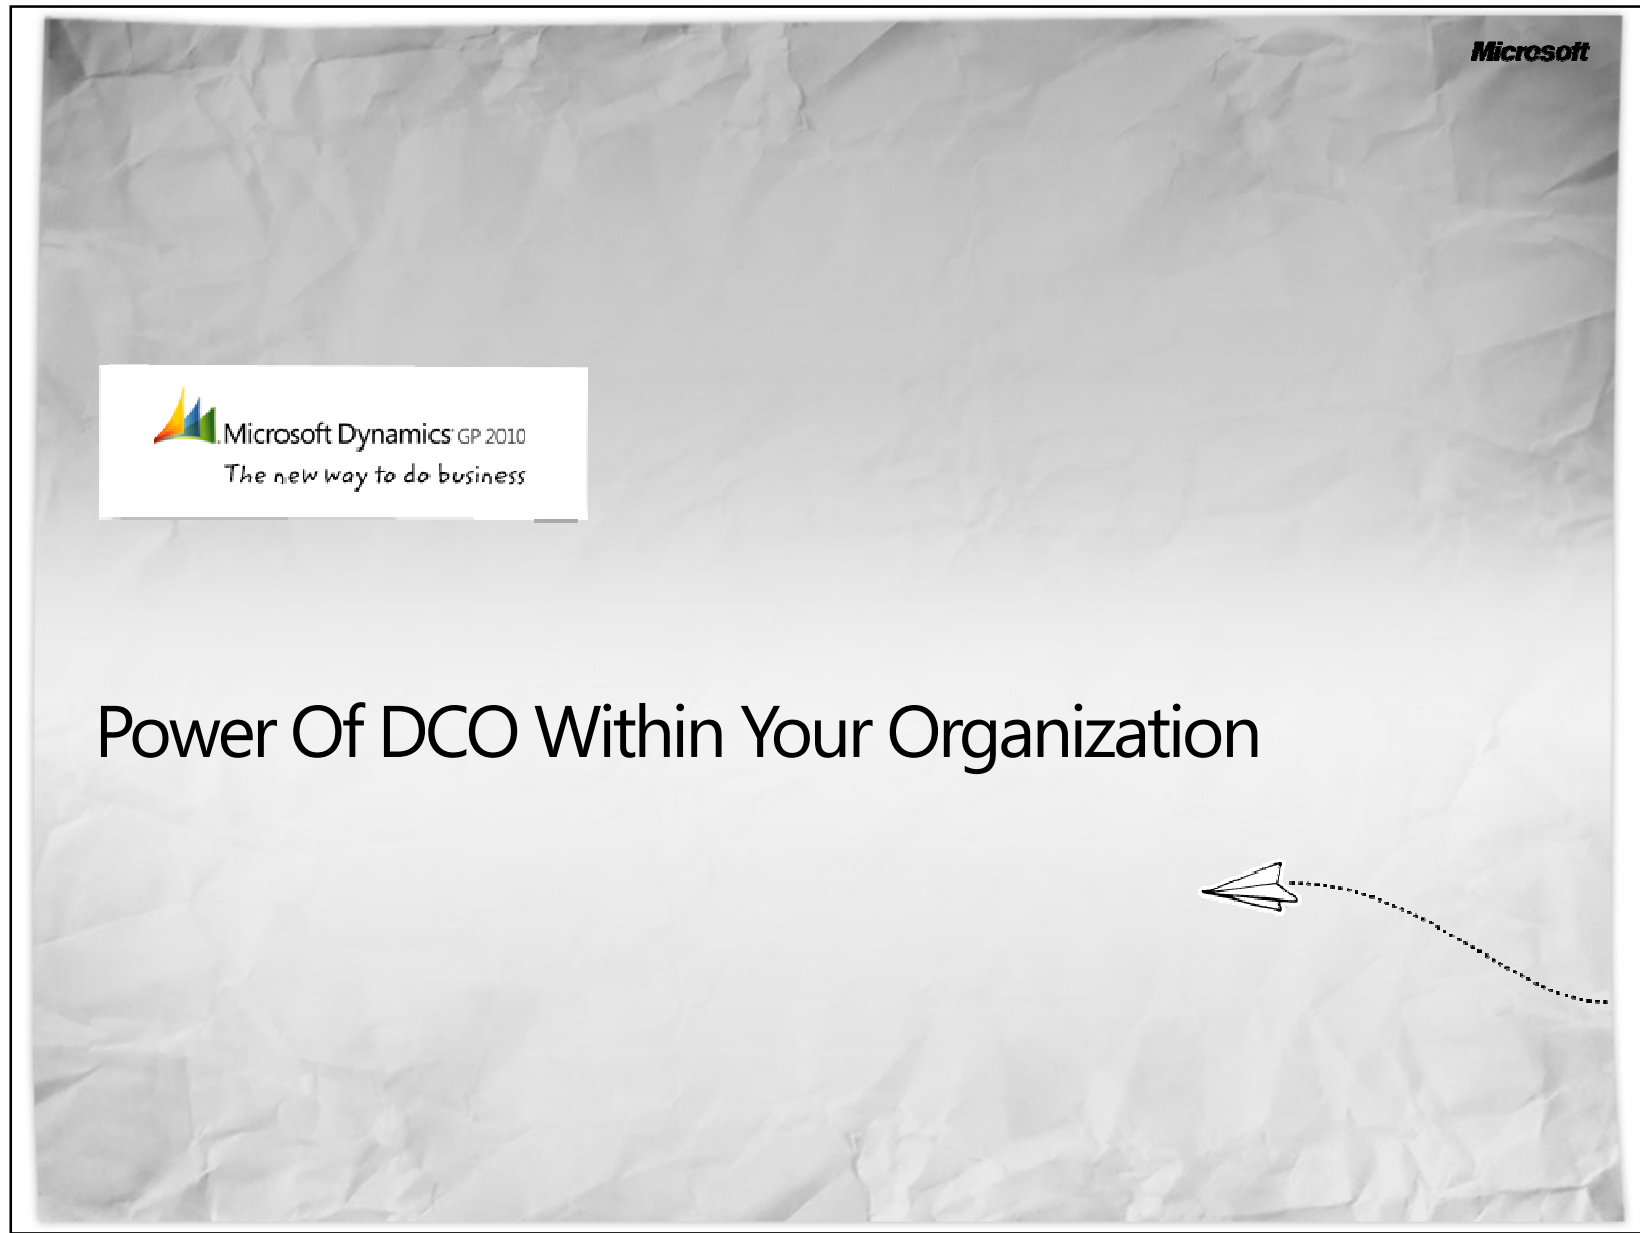 Microsoft
Microsoft Dynamics GP 2010
The new way to do business
Power Of DCO Within Your Organization